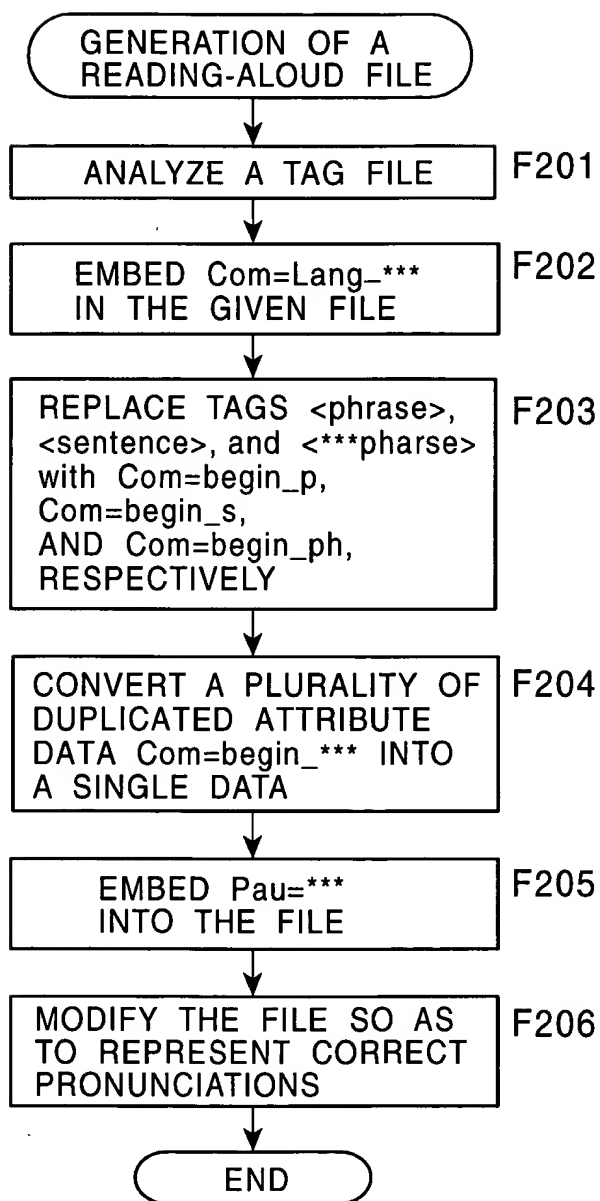 GENERATION OF A
READING-ALOUD FILE
ANALYZE A TAG FILE
F201
EMBED Com=Lang_***
IN THE GIVEN FILE
F202
REPLACE TAGS <phrase>,
<sentence>, and <***pharse>
with Com=begin_p,
Com=begin_s,
AND Com=begin_ph,
RESPECTIVELY
F203
CONVERT A PLURALITY OF
DUPLICATED ATTRIBUTE
DATA Com=begin_*** INTO
A SINGLE DATA
F204
EMBED Pau=***
INTO THE FILE
F205
MODIFY THE FILE SO AS
TO REPRESENT CORRECT
PRONUNCIATIONS
F206
END